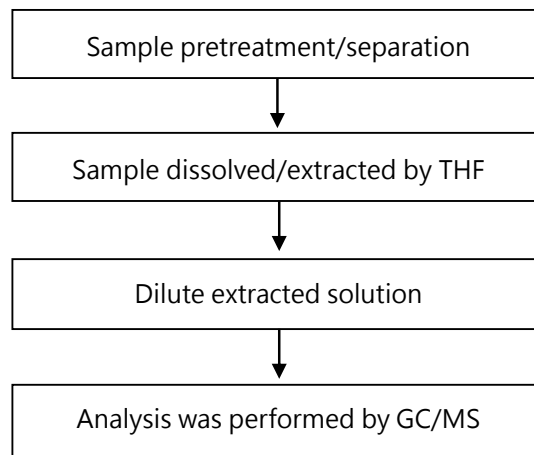 Sample pretreatment/separation
Sample dissolved/extracted by THF
Dilute extracted solution
Analysis was performed by GC/MS